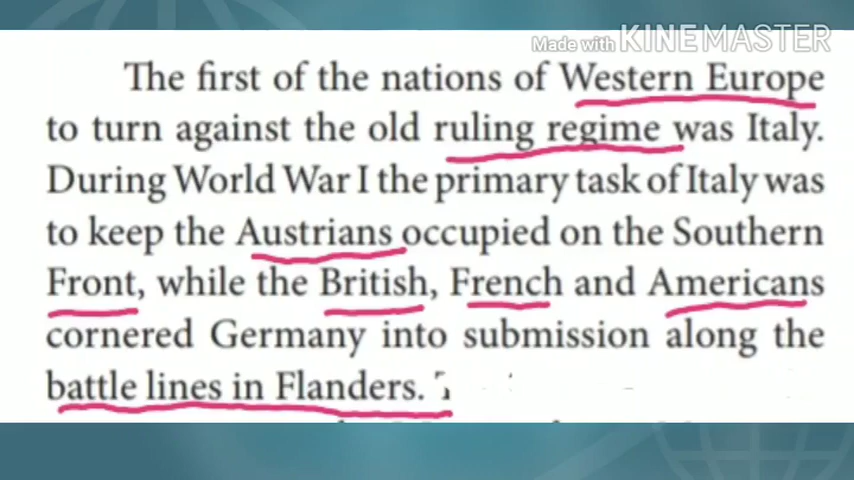 Made with KINEMASTER
The first of the nations of Western Europe
to turn against the old ruling regime was Italy.
During World War I the primary task of Italy was
to keep the Austrians occupied on the Southern
Front, while the British, French and Americans
cornered Germany into submission along the
battle lines in Flanders.